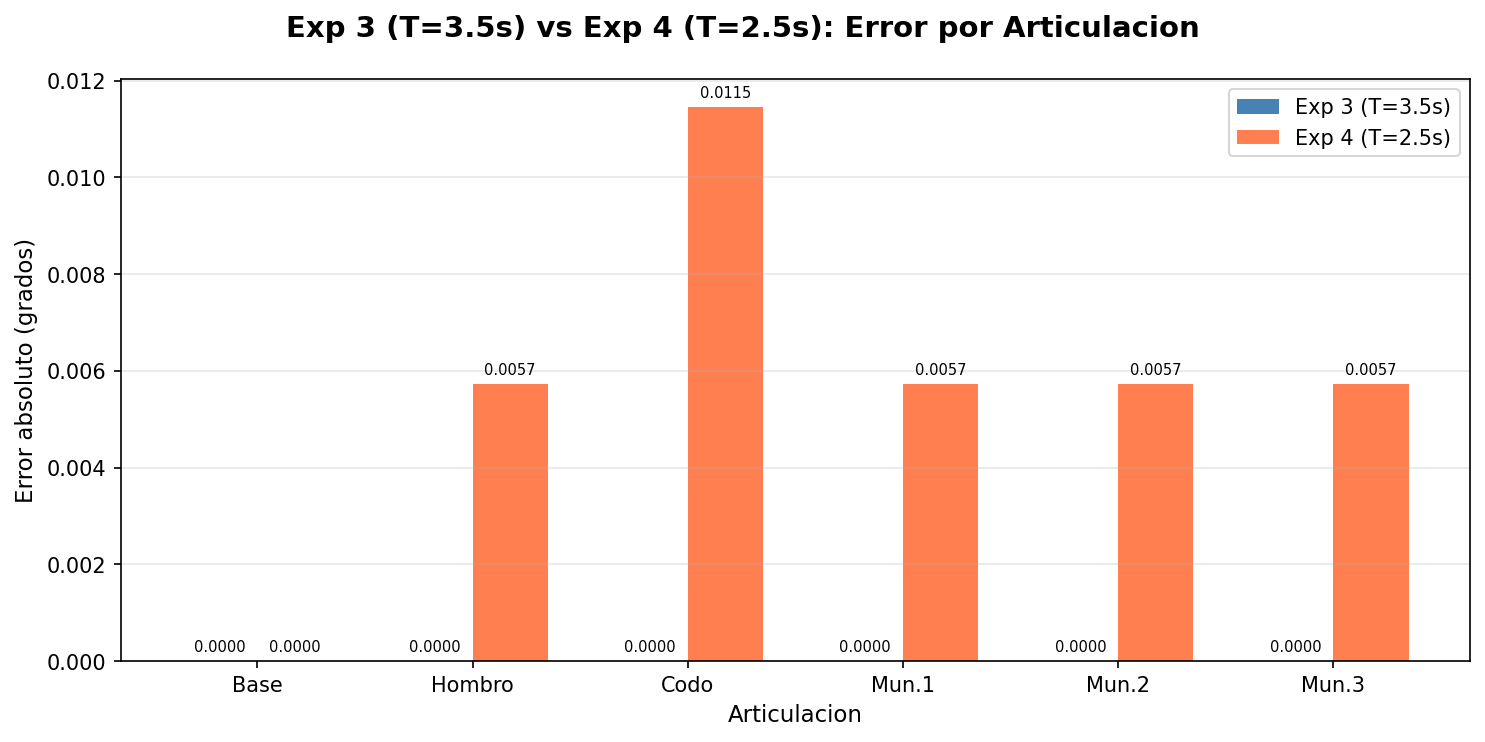 Exp 3 (T=3.5s) vs Exp 4 (T=2.5s): Error por Articulacion
Exp 3 (T=3.5s)
Exp 4 (T=2.5s)
Error absoluto (grados)
0.012
0.010
0.008
0.006
0.004
0.002
0.000
0.0000 0.0000
0.0000 0.0057
0.0000 0.0115
0.0000 0.0057
0.0000 0.0057
0.0000 0.0057
Base Hombro Codo Mun.1 Mun.2 Mun.3
Articulacion